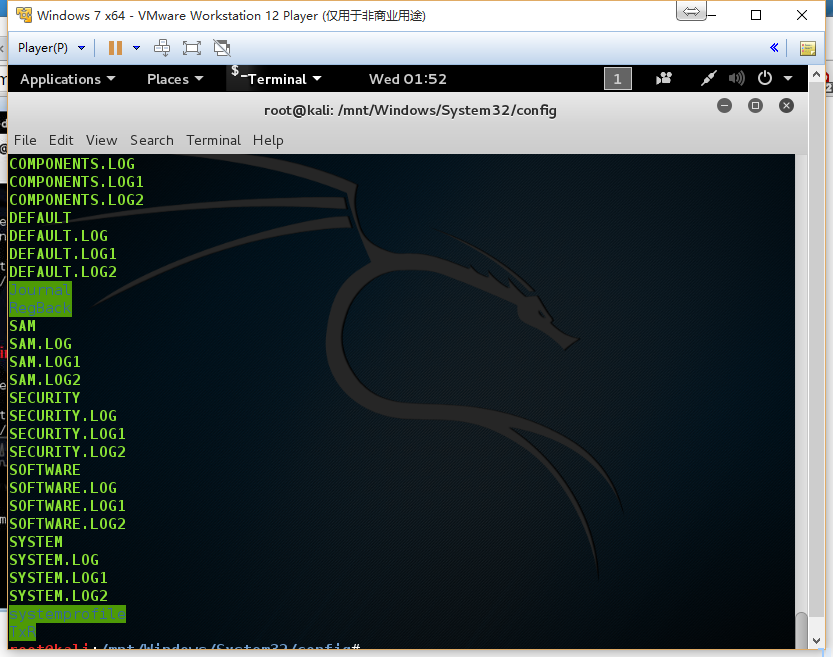 Windows 7 x64 - VMware Workstation 12 Player (仅用于非商业用途)
Player(P)
Applications Places $_Terminal Wed 01:52 1
root@kali: /mnt/Windows/System32/config
File Edit View Search Terminal Help
COMPONENTS.LOG
COMPONENTS.LOG1
COMPONENTS.LOG2
DEFAULT
DEFAULT.LOG
DEFAULT.LOG1
DEFAULT.LOG2
Journal
RegBack
SAM
SAM.LOG
SAM.LOG1
SAM.LOG2
SECURITY
SECURITY.LOG
SECURITY.LOG1
SECURITY.LOG2
SOFTWARE
SOFTWARE.LOG
SOFTWARE.LOG1
SOFTWARE.LOG2
SYSTEM
SYSTEM.LOG
SYSTEM.LOG1
SYSTEM.LOG2
systemprofile
TxR
root@kali:/mnt/Windows/System32/config#